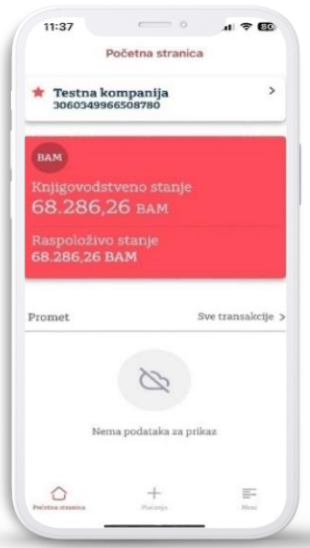 11:37
80
Početna stranica
Testna kompanija
3060349966508780
BAM
Knjigovodstveno stanje
68.286,26 BAM
Raspoloživo stanje
68.286,26 BAM
Promet
Sve transakcije
Nema podataka za prikaz
Početna stranica
Plaćanja
Meni